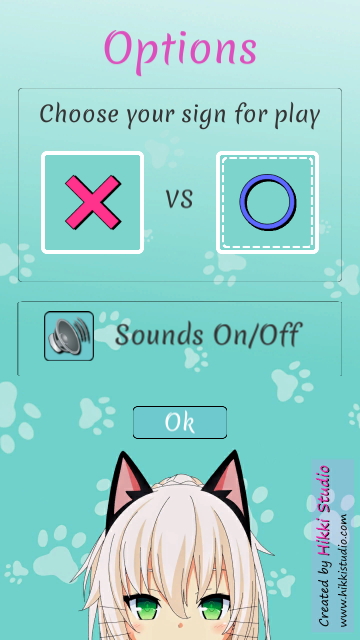 Options
Choose your sign for play
VS
Sounds On/Off
Ok
Created by Hikki Studio
www.hikkistudio.com